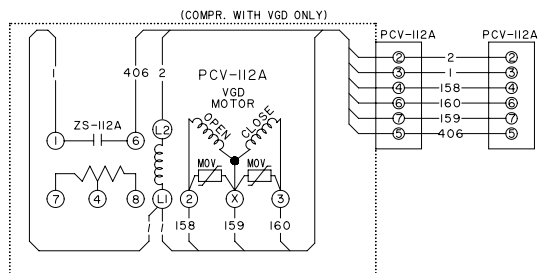 (COMPR. WITH VGD ONLY)
PCV-112A PCV-112A
1 406 2 PCV-112A
VGD
MOTOR
OPEN CLOSE
ZS-112A
1 6 L2
MOV MOV
7 4 8 L1 2 X 3
158 159 160
2 2 2
3 1 3
4 158 4
6 160 6
7 159 7
5 406 5